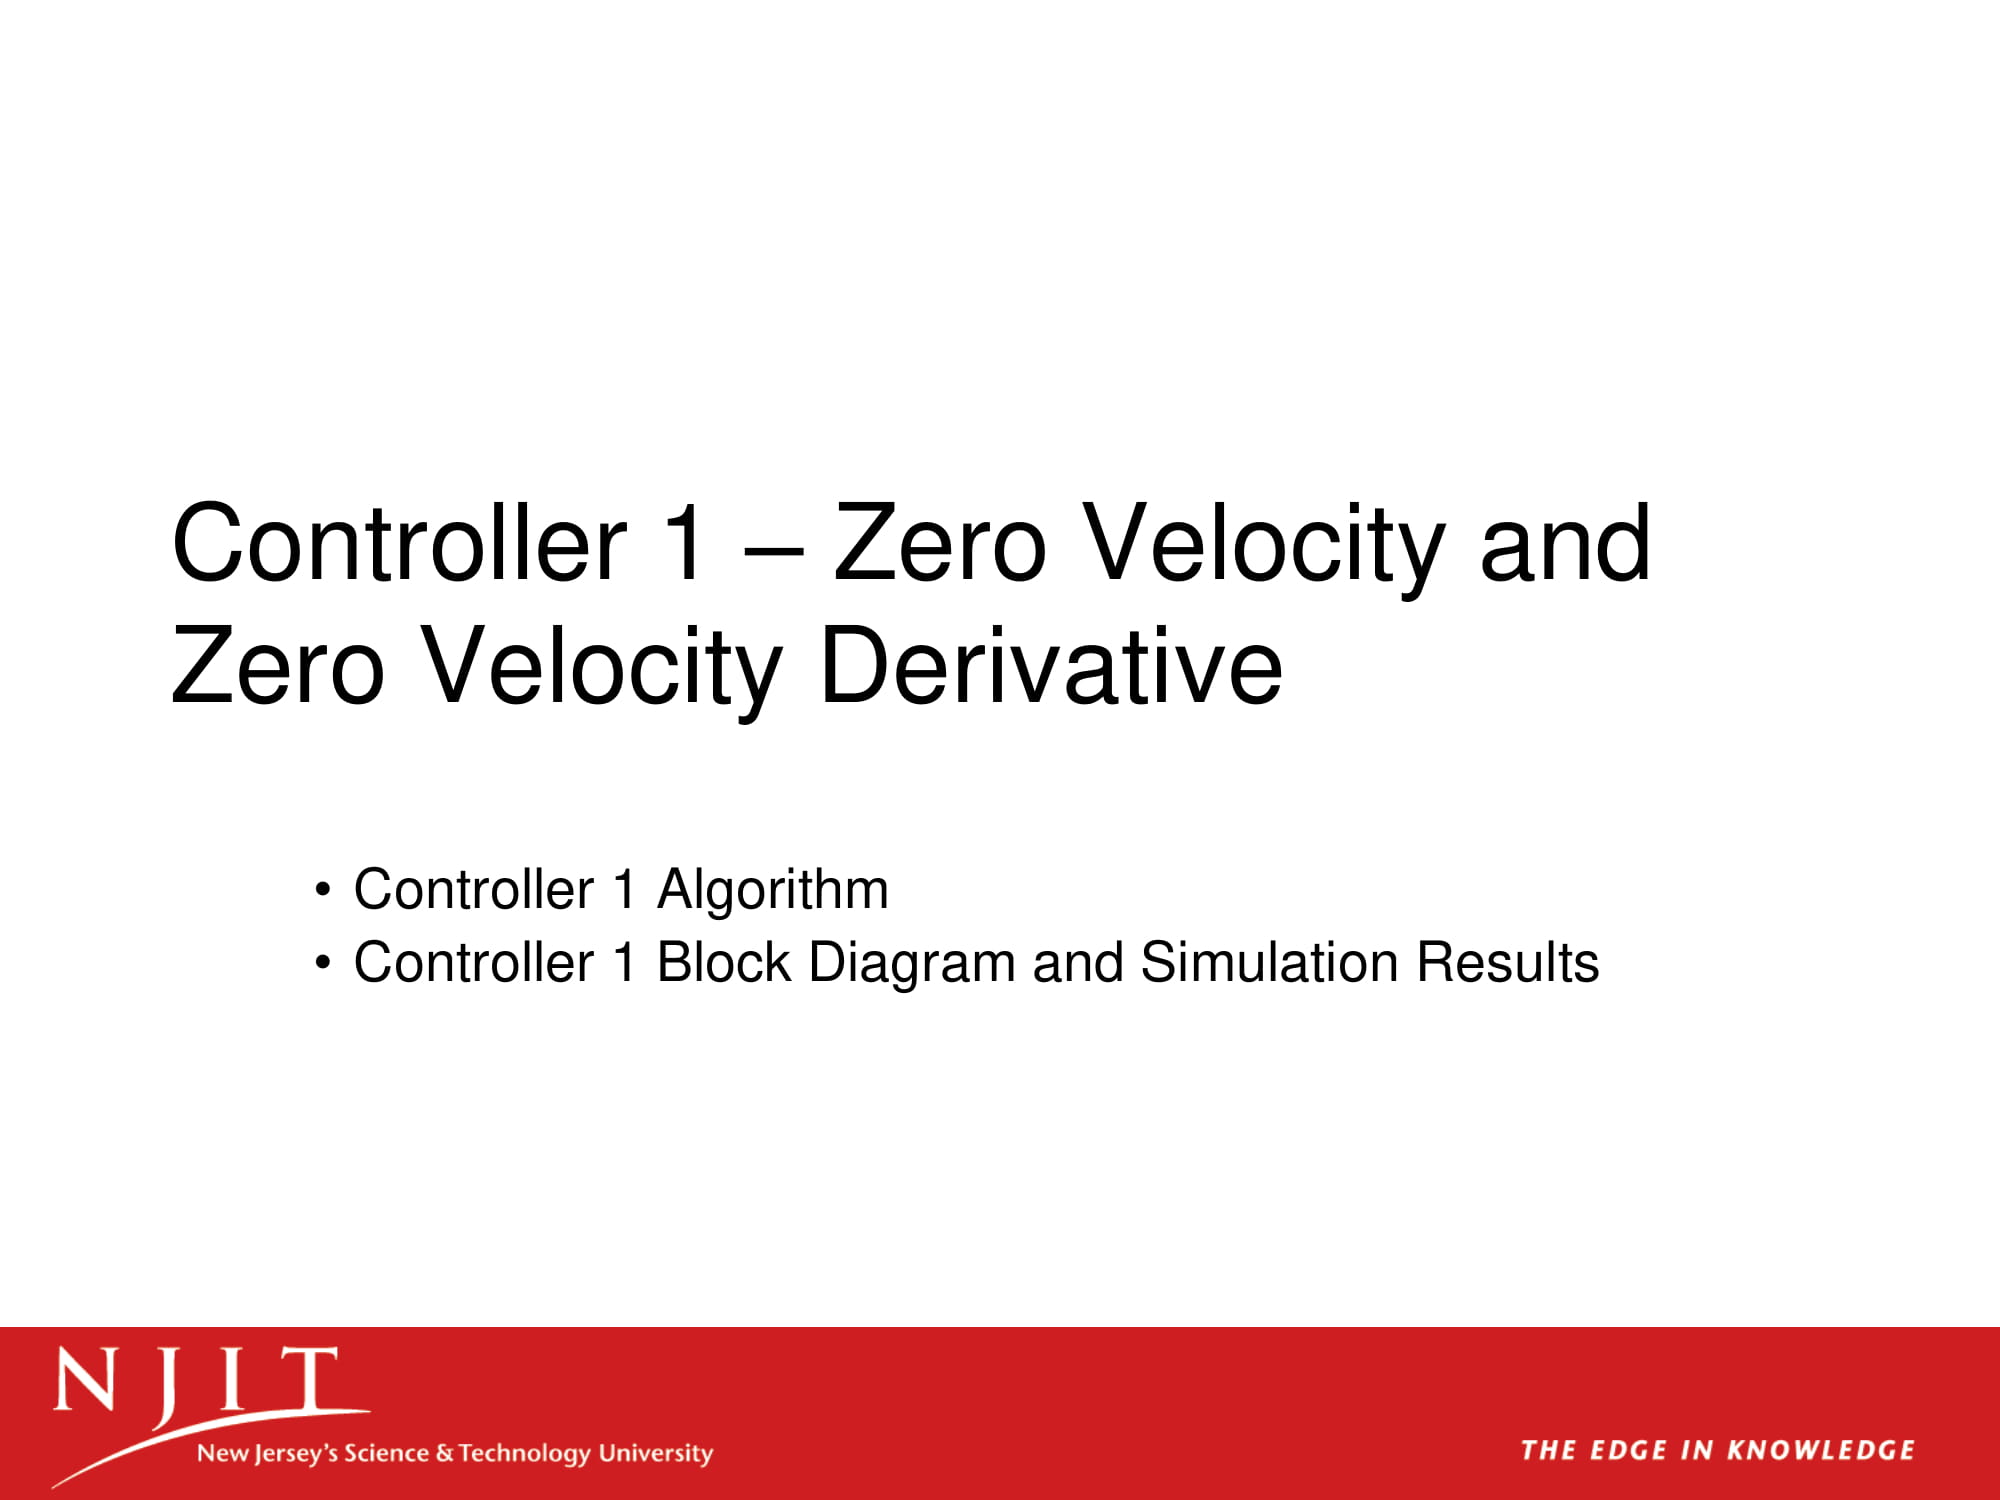 Controller 1 – Zero Velocity and
Zero Velocity Derivative
• Controller 1 Algorithm
• Controller 1 Block Diagram and Simulation Results
NJIT
New Jersey's Science & Technology University
THE EDGE IN KNOWLEDGE